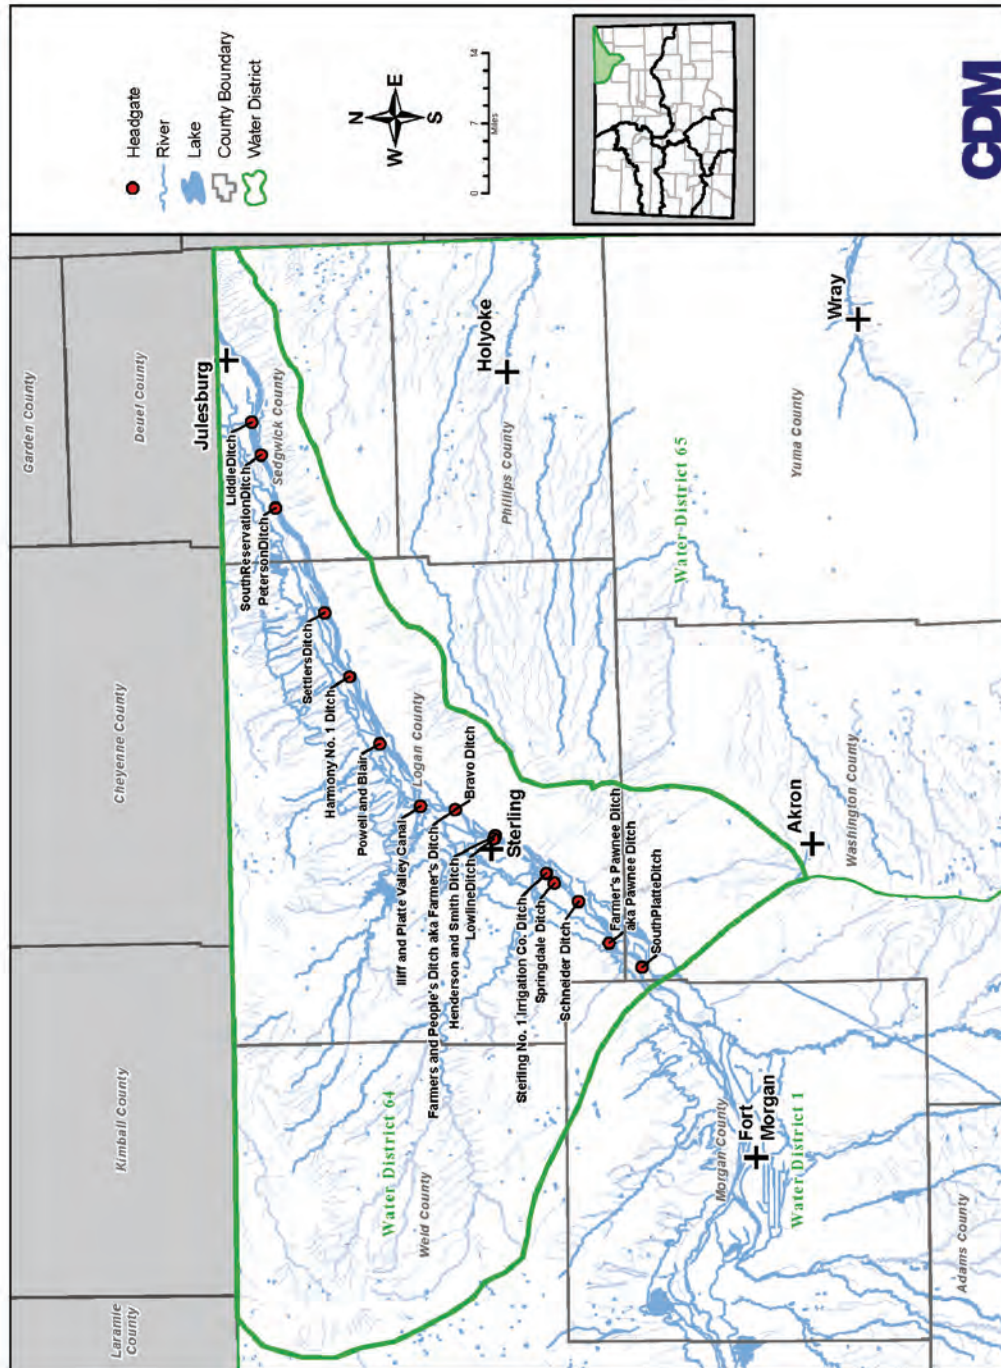 Headgate
River
Lake
County Boundary
Water District
N
W
E
S
0
7
14
Miles
CDM
Garden County
Deuel County
Cheyenne County
Kimball County
Laramie
County
Julesburg
LiddleDitch
SouthReservationDitch
PetersonDitch
Sedgwick County
SettlersDitch
Harmony No. 1 Ditch
Powell and Blair
Iliff and Platte Valley Canal
Logan County
Farmers and People's Ditch aka Farmer's Ditch
Bravo Ditch
Henderson and Smith Ditch
LowlineDitch
Sterling
Sterling No. 1 Irrigation Co. Ditch
Springdale Ditch
Schneider Ditch
Farmer's Pawnee Ditch
aka Pawnee Ditch
SouthPlatteDitch
Holyoke
Phillips County
Water District 65
Wray
Yuma County
Akron
Washington County
Water District 64
Weld County
Morgan County
Fort
Morgan
Water District 1
Adams County